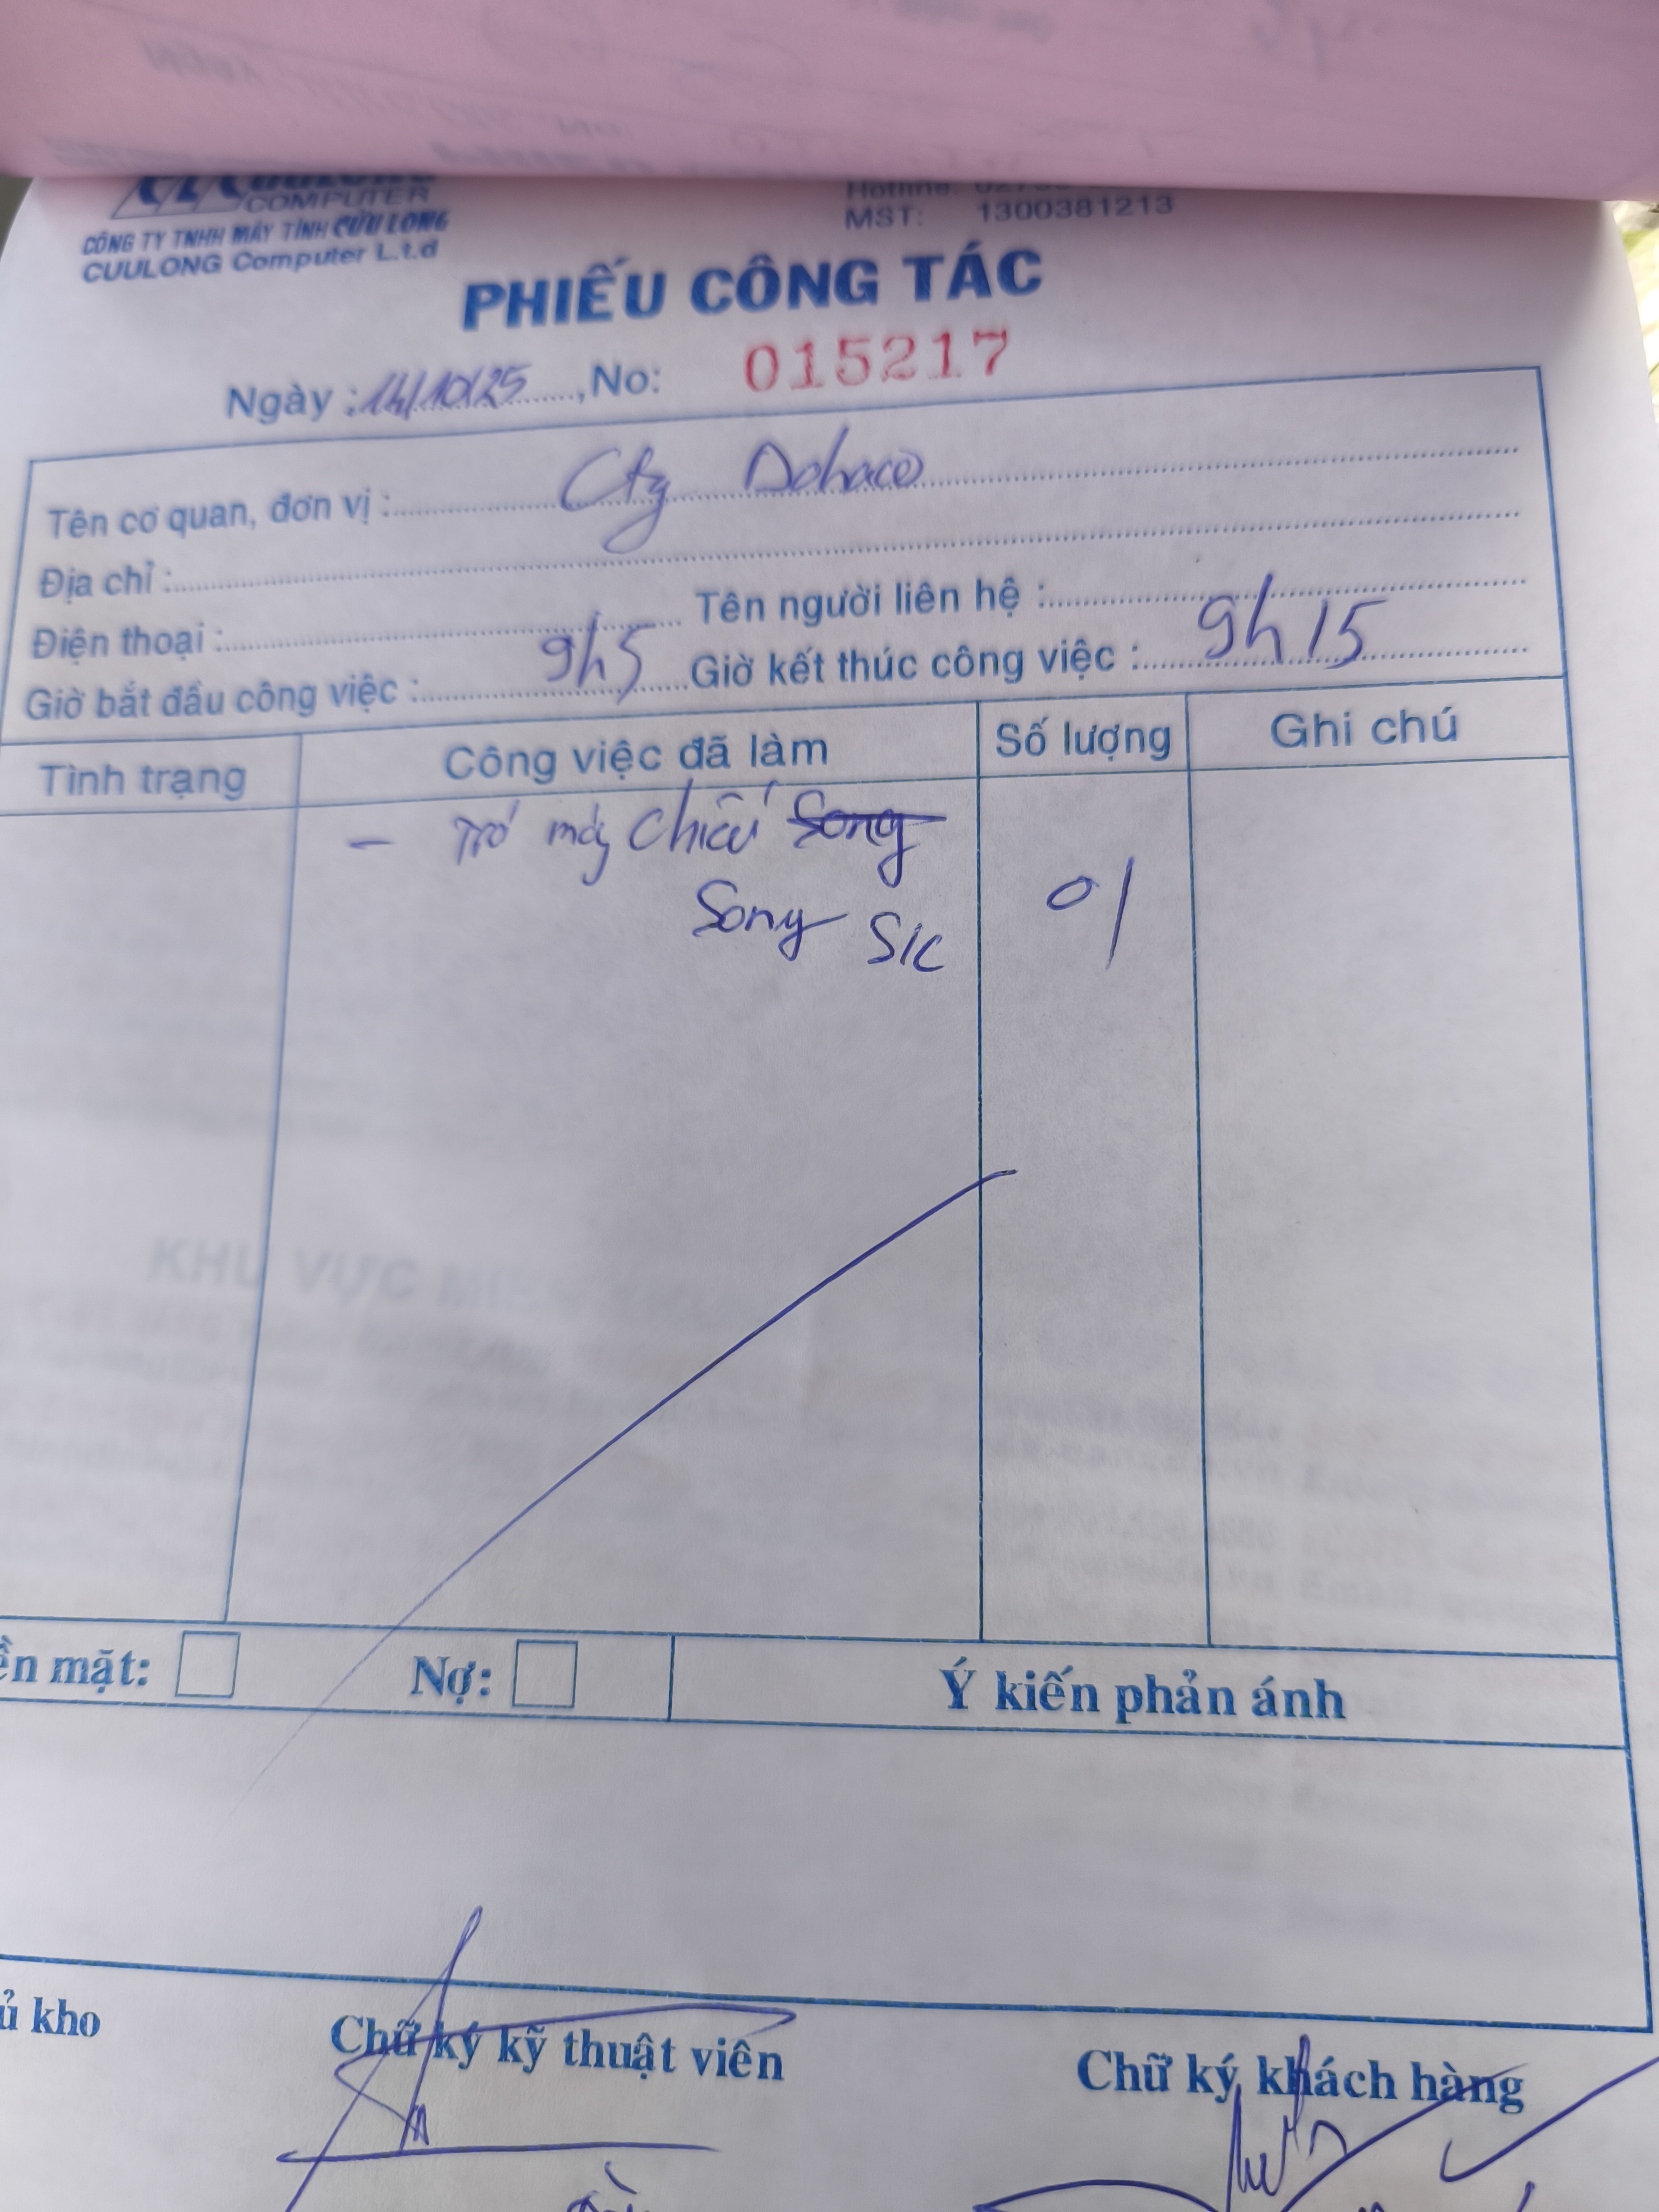 CUULONG
COMPUTER
CÔNG TY TNHH MÁY TÍNH CỬU LONG
CUULONG Computer L.t.d
Hotline:
MST: 1300381213
PHIẾU CÔNG TÁC
Ngày : 14/10/25, No: 015217
Tên cơ quan, đơn vị : Cty Dohaco
Địa chỉ :
Điện thoại : Tên người liên hệ :
Giờ bắt đầu công việc : 9h5 Giờ kết thúc công việc : 9h15
Tình trạng Công việc đã làm Số lượng Ghi chú
- Trả máy chiếu Sony
Sony 01
ền mặt: Nợ: Ý kiến phản ánh
ủ kho Chữ ký kỹ thuật viên Chữ ký khách hàng